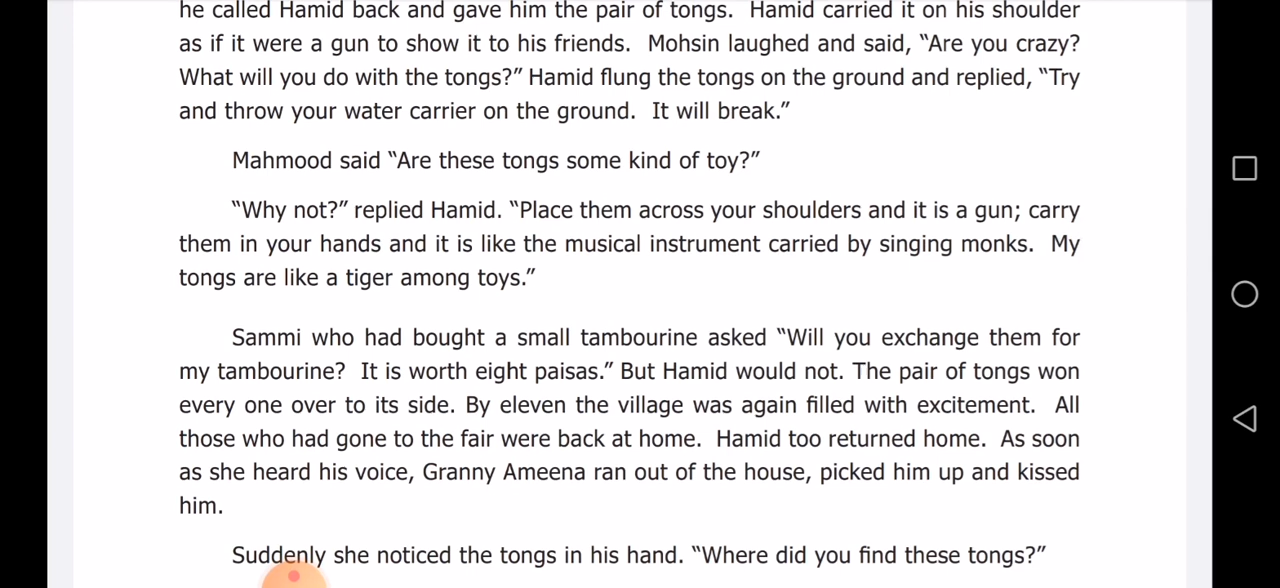 he called Hamid back and gave him the pair of tongs. Hamid carried it on his shoulder
as if it were a gun to show it to his friends. Mohsin laughed and said, “Are you crazy?
What will you do with the tongs?” Hamid flung the tongs on the ground and replied, “Try
and throw your water carrier on the ground. It will break.”
Mahmood said “Are these tongs some kind of toy?”
“Why not?” replied Hamid. “Place them across your shoulders and it is a gun; carry
them in your hands and it is like the musical instrument carried by singing monks. My
tongs are like a tiger among toys.”
Sammi who had bought a small tambourine asked “Will you exchange them for
my tambourine? It is worth eight paisas.” But Hamid would not. The pair of tongs won
every one over to its side. By eleven the village was again filled with excitement. All
those who had gone to the fair were back at home. Hamid too returned home. As soon
as she heard his voice, Granny Ameena ran out of the house, picked him up and kissed
him.
Suddenly she noticed the tongs in his hand. “Where did you find these tongs?”